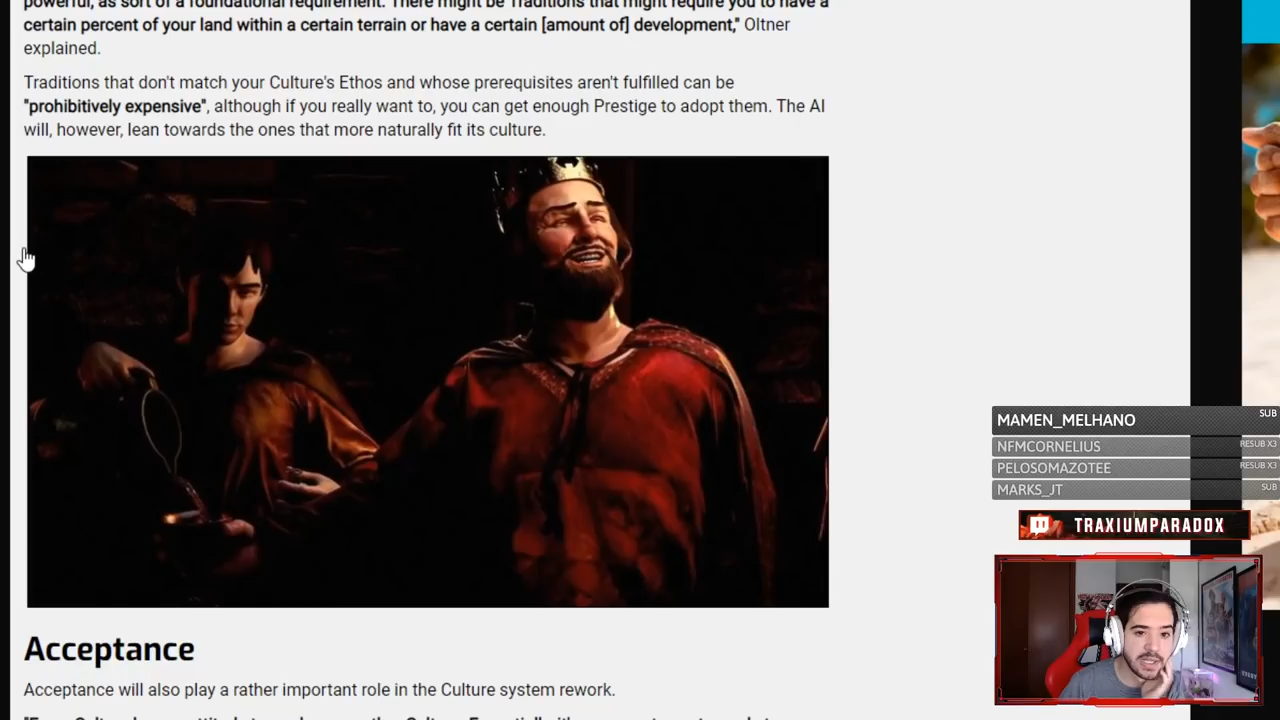 powerful, as sort of a foundational requirement. There might be Traditions that might require you to have a
certain percent of your land within a certain terrain or have a certain [amount of] development," Oltner
explained.
Traditions that don't match your Culture's Ethos and whose prerequisites aren't fulfilled can be
"prohibitively expensive", although if you really want to, you can get enough Prestige to adopt them. The AI
will, however, lean towards the ones that more naturally fit its culture.
Acceptance
Acceptance will also play a rather important role in the Culture system rework.
MAMEN_MELHANO SUB
NFMCORNELIUS RESUB X3
PELOSOMAZOTEE RESUB X3
MARKS_JT SUB
TRAXIUMPARADOX